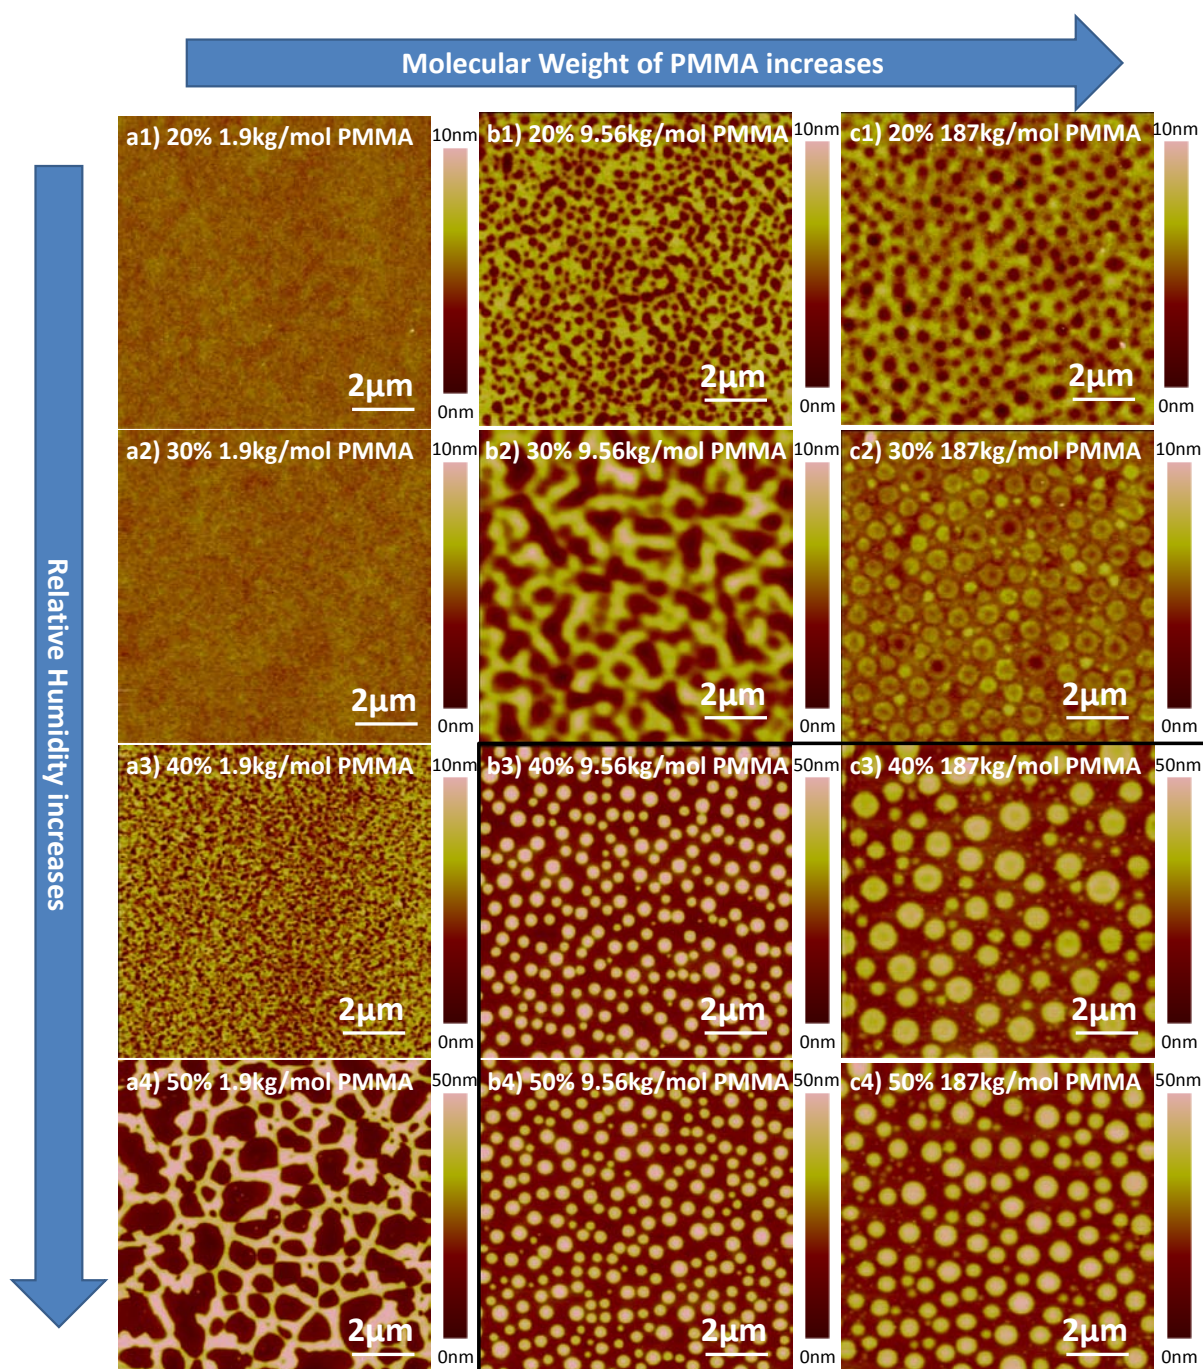 Molecular Weight of PMMA increases
Relative Humidity increases
a1) 20% 1.9kg/mol PMMA
10nm
2μm
0nm
b1) 20% 9.56kg/mol PMMA
10nm
2μm
0nm
c1) 20% 187kg/mol PMMA
10nm
2μm
0nm
a2) 30% 1.9kg/mol PMMA
10nm
2μm
0nm
b2) 30% 9.56kg/mol PMMA
10nm
2μm
0nm
c2) 30% 187kg/mol PMMA
10nm
2μm
0nm
a3) 40% 1.9kg/mol PMMA
10nm
2μm
0nm
b3) 40% 9.56kg/mol PMMA
50nm
2μm
0nm
c3) 40% 187kg/mol PMMA
50nm
2μm
0nm
a4) 50% 1.9kg/mol PMMA
50nm
2μm
0nm
b4) 50% 9.56kg/mol PMMA
50nm
2μm
0nm
c4) 50% 187kg/mol PMMA
50nm
2μm
0nm